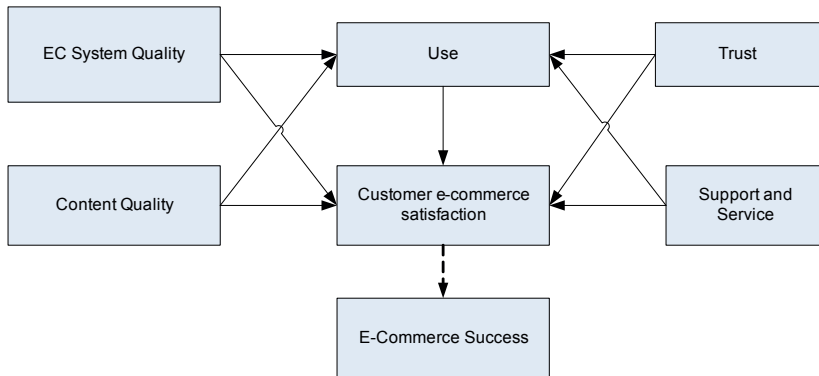 EC System Quality
Use
Trust
Content Quality
Customer e-commerce
satisfaction
Support and
Service
E-Commerce Success